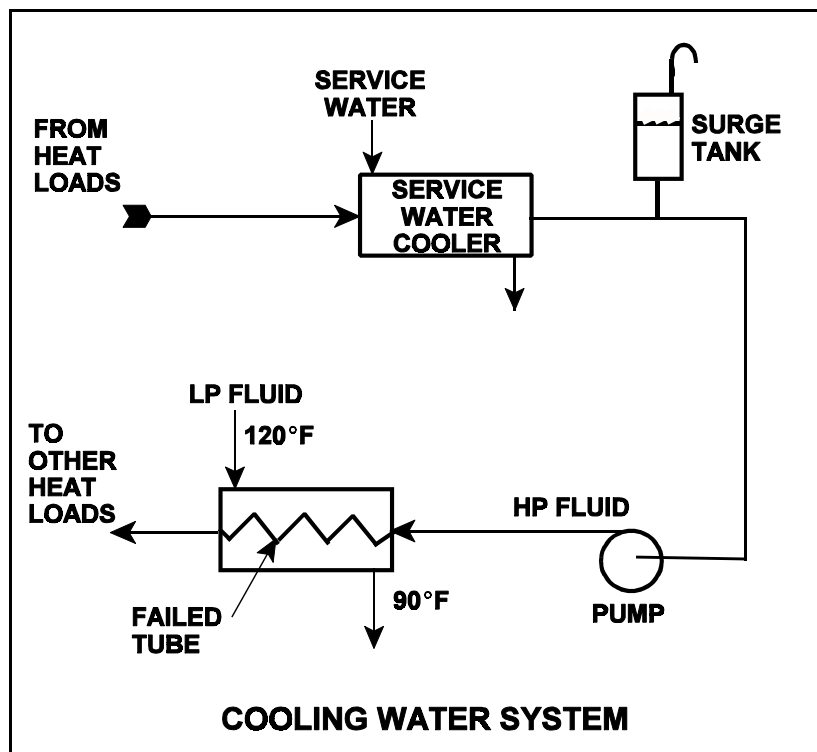 SERVICE
WATER
FROM
HEAT
LOADS
SURGE
TANK
SERVICE
WATER
COOLER
LP FLUID
120°F
TO
OTHER
HEAT
LOADS
HP FLUID
90°F
FAILED
TUBE
PUMP
COOLING WATER SYSTEM